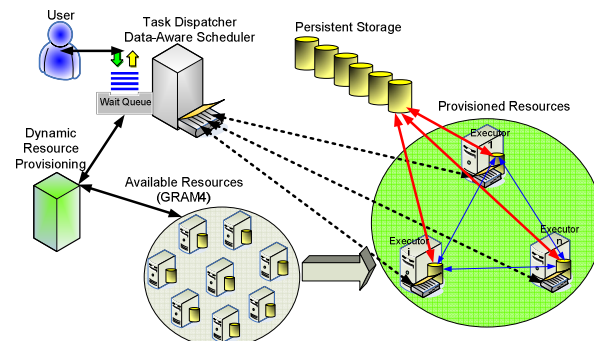 User
Task Dispatcher
Data-Aware Scheduler
Persistent Storage
Wait Queue
Provisioned Resources
Dynamic
Resource
Provisioning
Available Resources
(GRAM4)
Executor
1
Executor
i
Executor
n